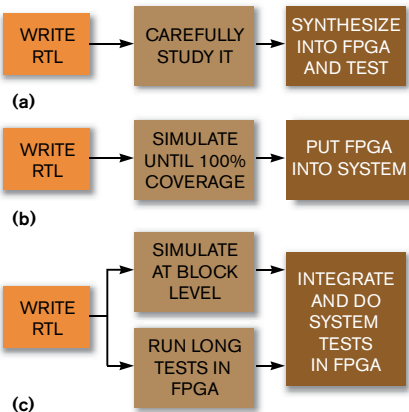 WRITE
RTL
CAREFULLY
STUDY IT
SYNTHESIZE
INTO FPGA
AND TEST
(a)
WRITE
RTL
SIMULATE
UNTIL 100%
COVERAGE
PUT FPGA
INTO SYSTEM
(b)
WRITE
RTL
SIMULATE
AT BLOCK
LEVEL
RUN LONG
TESTS IN
FPGA
INTEGRATE
AND DO
SYSTEM
TESTS
IN FPGA
(c)